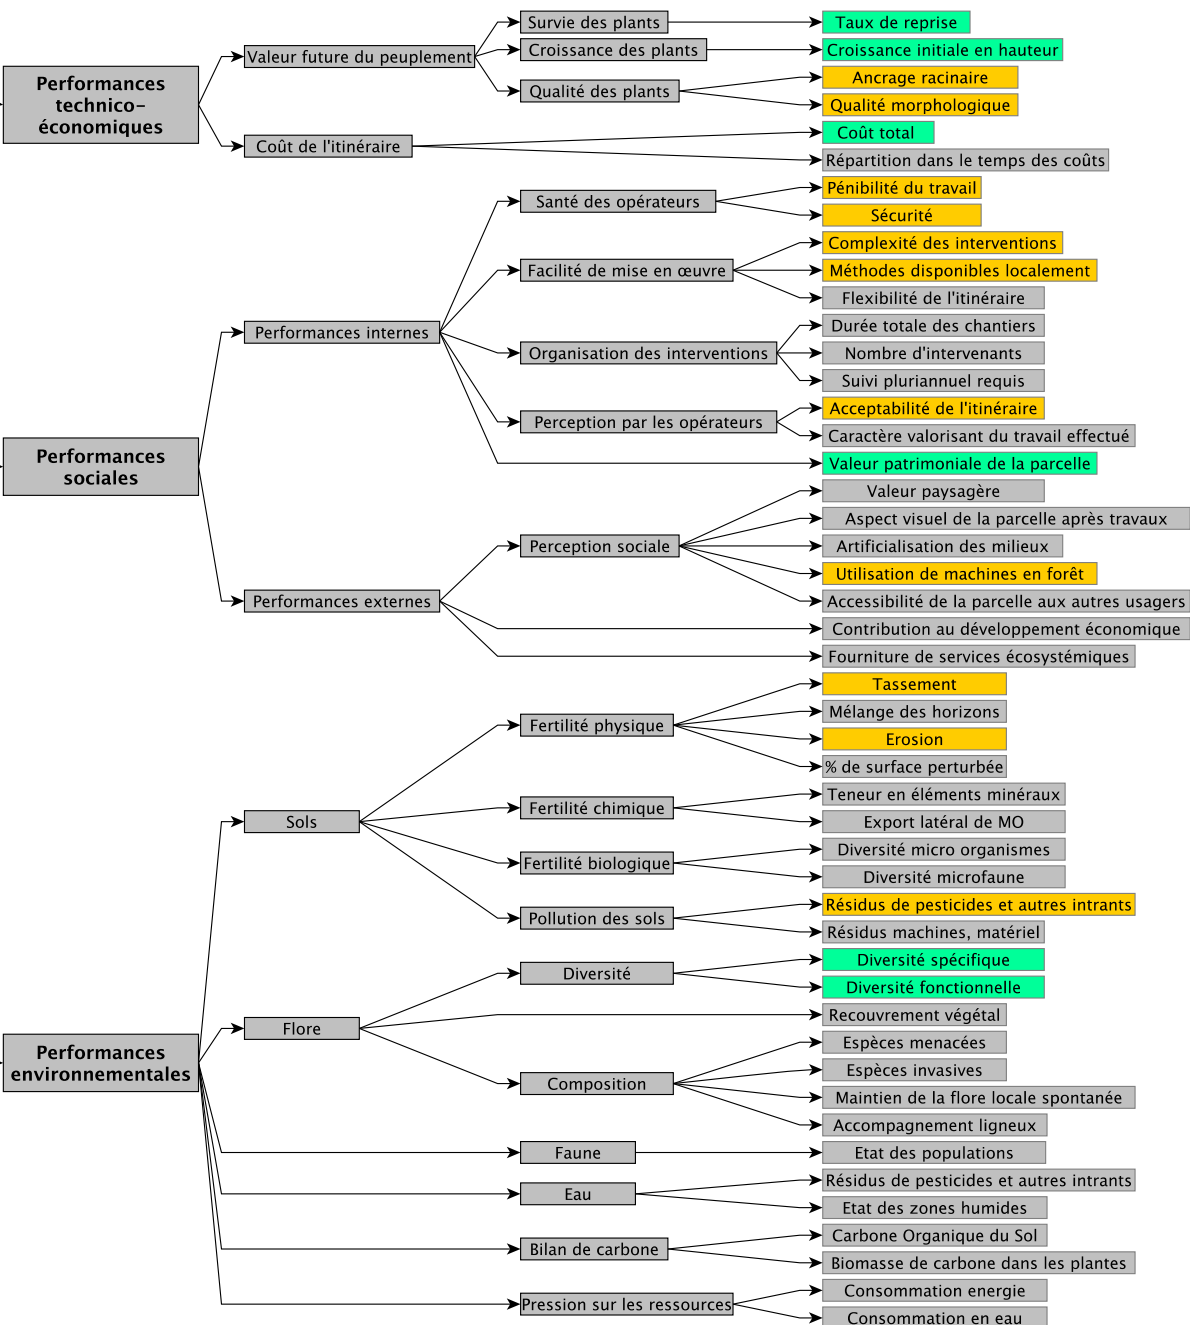 Survie des plants
Taux de reprise
Valeur future du peuplement
Croissance des plants
Croissance initiale en hauteur
Performances
technico-
économiques
Qualité des plants
Ancrage racinaire
Qualité morphologique
Coût de l'itinéraire
Coût total
Répartition dans le temps des coûts
Santé des opérateurs
Pénibilité du travail
Sécurité
Facilité de mise en œuvre
Complexité des interventions
Méthodes disponibles localement
Flexibilité de l'itinéraire
Performances internes
Organisation des interventions
Durée totale des chantiers
Nombre d'intervenants
Suivi pluriannuel requis
Perception par les opérateurs
Acceptabilité de l'itinéraire
Caractère valorisant du travail effectué
Performances
sociales
Valeur patrimoniale de la parcelle
Perception sociale
Valeur paysagère
Aspect visuel de la parcelle après travaux
Artificialisation des milieux
Utilisation de machines en forêt
Accessibilité de la parcelle aux autres usagers
Performances externes
Contribution au développement économique
Fourniture de services écosystémiques
Fertilité physique
Tassement
Mélange des horizons
Erosion
% de surface perturbée
Sols
Fertilité chimique
Teneur en éléments minéraux
Export latéral de MO
Fertilité biologique
Diversité micro organismes
Diversité microfaune
Pollution des sols
Résidus de pesticides et autres intrants
Résidus machines, matériel
Diversité
Diversité spécifique
Diversité fonctionnelle
Flore
Recouvrement végétal
Performances
environnementales
Composition
Espèces menacées
Espèces invasives
Maintien de la flore locale spontanée
Accompagnement ligneux
Faune
Etat des populations
Eau
Résidus de pesticides et autres intrants
Etat des zones humides
Bilan de carbone
Carbone Organique du Sol
Biomasse de carbone dans les plantes
Pression sur les ressources
Consommation energie
Consommation en eau